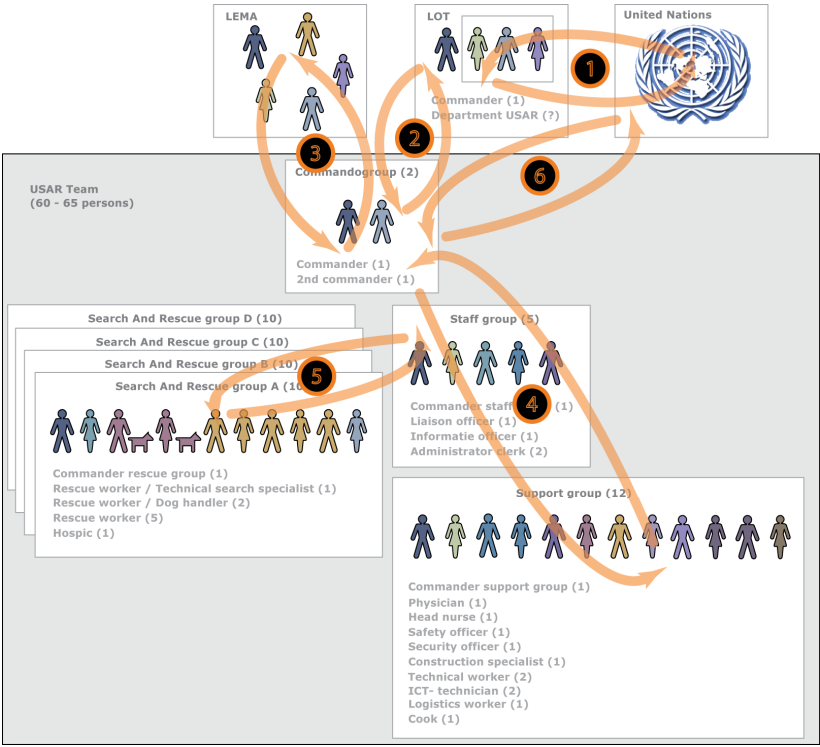 LEMA
LOT
United Nations
1
Commander (1)
Department USAR (?)
2
3
6
Commandogroup (2)
USAR Team
(60 - 65 persons)
Commander (1)
2nd commander (1)
Search And Rescue group D (10)
Search And Rescue group C (10)
Search And Rescue group B (10)
Search And Rescue group A (10
5
Commander rescue group (1)
Rescue worker / Technical search specialist (1)
Rescue worker / Dog handler (2)
Rescue worker (5)
Hospic (1)
Staff group (5)
4
Commander staff (1)
Liaison officer (1)
Informatie officer (1)
Administrator clerk (2)
Support group (12)
Commander support group (1)
Physician (1)
Head nurse (1)
Safety officer (1)
Security officer (1)
Construction specialist (1)
Technical worker (2)
ICT- technician (2)
Logistics worker (1)
Cook (1)